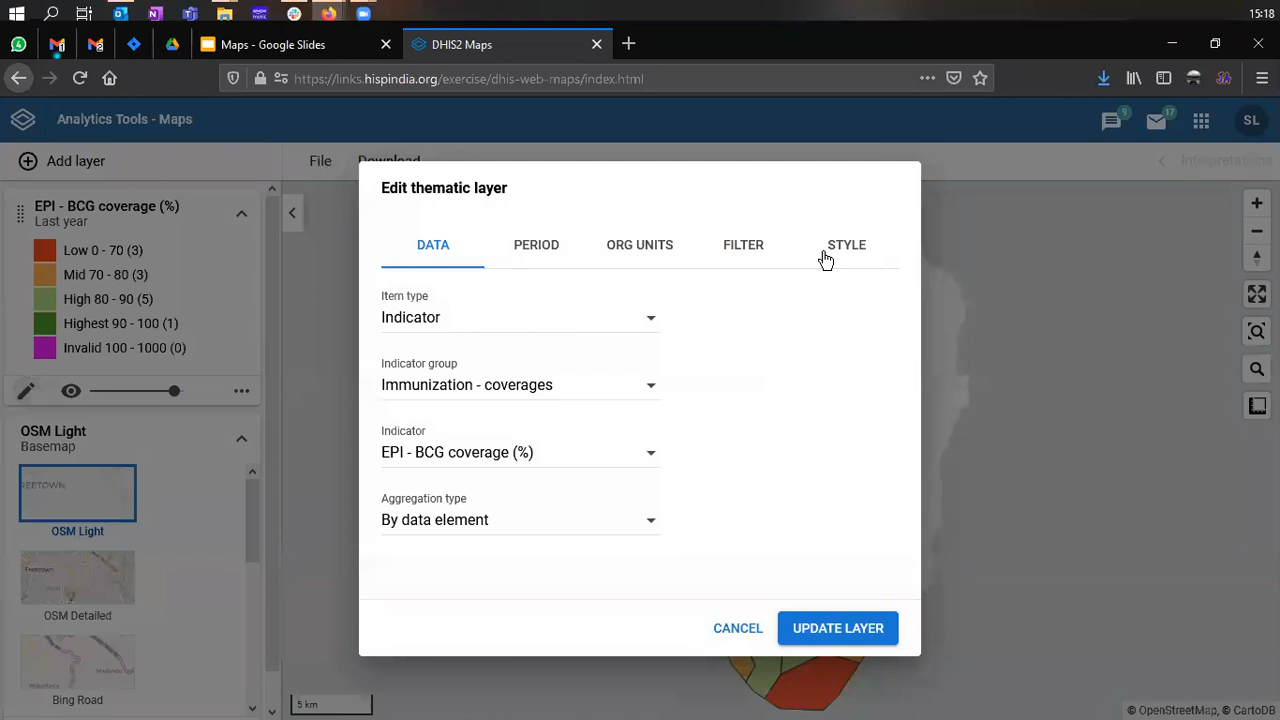 15:18
Maps - Google Slides
DHIS2 Maps
https://links.hispindia.org/exercise/dhis-web-maps/index.html
Analytics Tools - Maps
9
17
SL
Add layer
File
Download
Interpretations
EPI - BCG coverage (%)
Last year
Low 0 - 70 (3)
Mid 70 - 80 (3)
High 80 - 90 (5)
Highest 90 - 100 (1)
Invalid 100 - 1000 (0)
OSM Light
Basemap
REETOWN
OSM Light
OSM Detailed
Bing Road
Edit thematic layer
DATA
PERIOD
ORG UNITS
FILTER
STYLE
Item type
Indicator
Indicator group
Immunization - coverages
Indicator
EPI - BCG coverage (%)
Aggregation type
By data element
CANCEL
UPDATE LAYER
5 km
© OpenStreetMap, © CartoDB